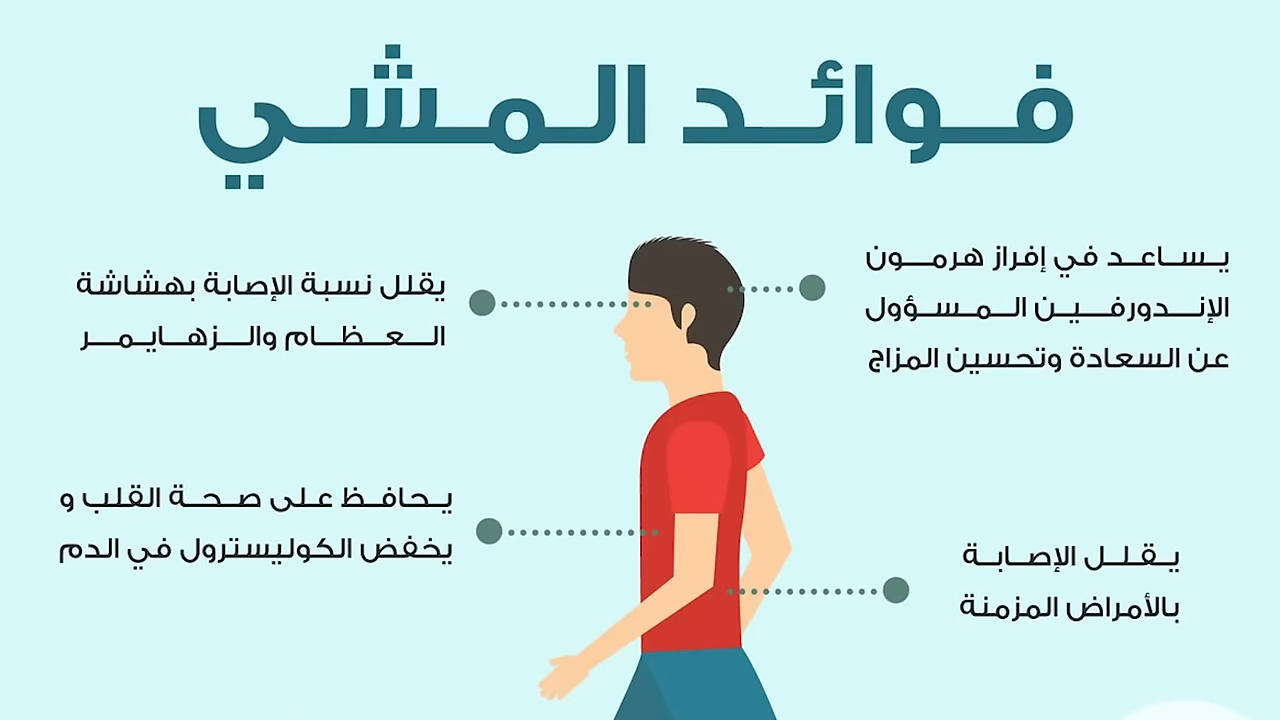 فوائد المشي
يساعد في إفراز هرمون
الإندورفين المسؤول
عن السعادة وتحسين المزاج
يقلل نسبة الإصابة بهشاشة
العظام والزهايمر
يحافظ على صحة القلب و
يخفض الكوليسترول في الدم
يقلل الإصابة
بالأمراض المزمنة